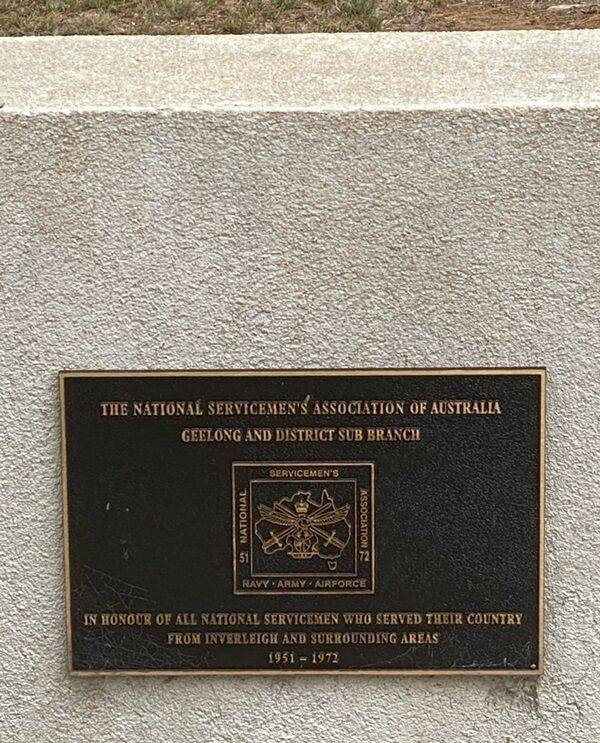 THE NATIONAL SERVICEMEN'S ASSOCIATION OF AUSTRALIA
GEELONG AND DISTRICT SUB BRANCH
SERVICEMEN'S
NATIONAL
ASSOCIATION
51
72
NAVY · ARMY · AIRFORCE
IN HONOUR OF ALL NATIONAL SERVICEMEN WHO SERVED THEIR COUNTRY
FROM INVERLEIGH AND SURROUNDING AREAS
1951 – 1972